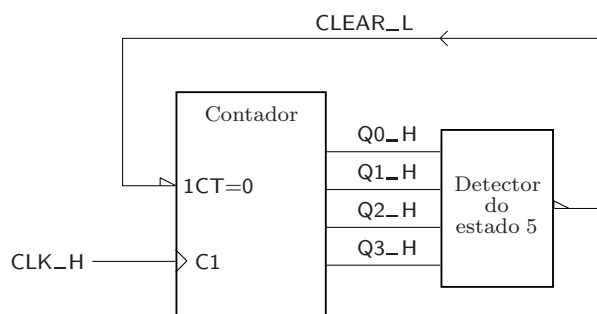 CLEAR_L
Contador
Q0_H
Q1_H
1CT=0
Detector
do
estado 5
Q2_H
Q3_H
CLK_H
C1